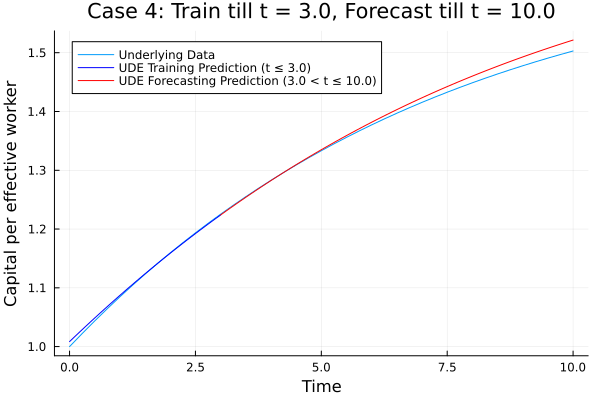 Case 4: Train till t = 3.0, Forecast till t = 10.0
Underlying Data
UDE Training Prediction (t ≤ 3.0)
UDE Forecasting Prediction (3.0 < t ≤ 10.0)
Capital per effective worker
1.5
1.4
1.3
1.2
1.1
1.0
0.0 2.5 5.0 7.5 10.0
Time